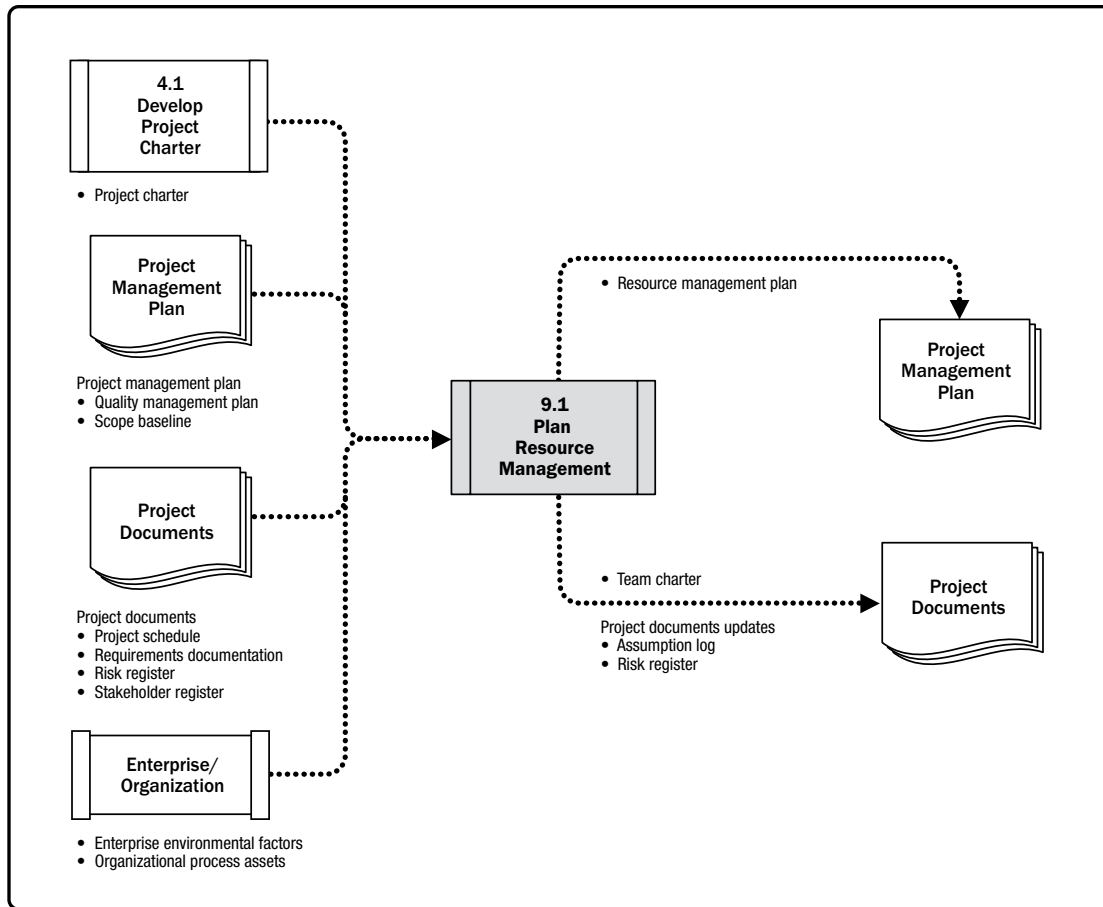 4.1
Develop
Project
Charter
• Project charter
Project
Management
Plan
Project management plan
• Quality management plan
• Scope baseline
Project
Documents
Project documents
• Project schedule
• Requirements documentation
• Risk register
• Stakeholder register
Enterprise/
Organization
• Enterprise environmental factors
• Organizational process assets
9.1
Plan
Resource
Management
• Resource management plan
Project
Management
Plan
• Team charter
Project documents updates
• Assumption log
• Risk register
Project
Documents